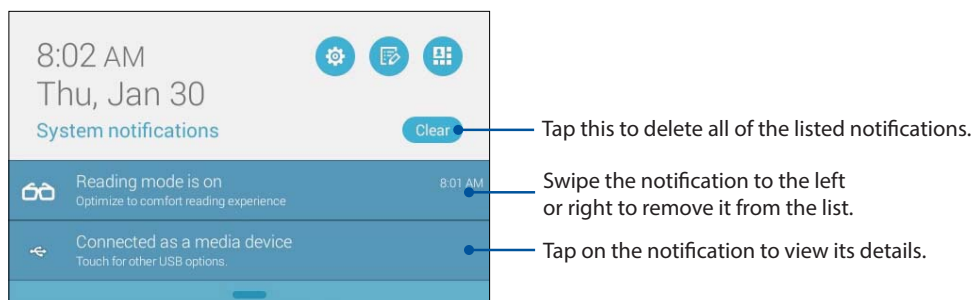 8:02 AM
Thu, Jan 30
System notifications
Clear
Tap this to delete all of the listed notifications.
Reading mode is on
8:01 AM
Optimize to comfort reading experience
Swipe the notification to the left
or right to remove it from the list.
Connected as a media device
Touch for other USB options.
Tap on the notification to view its details.